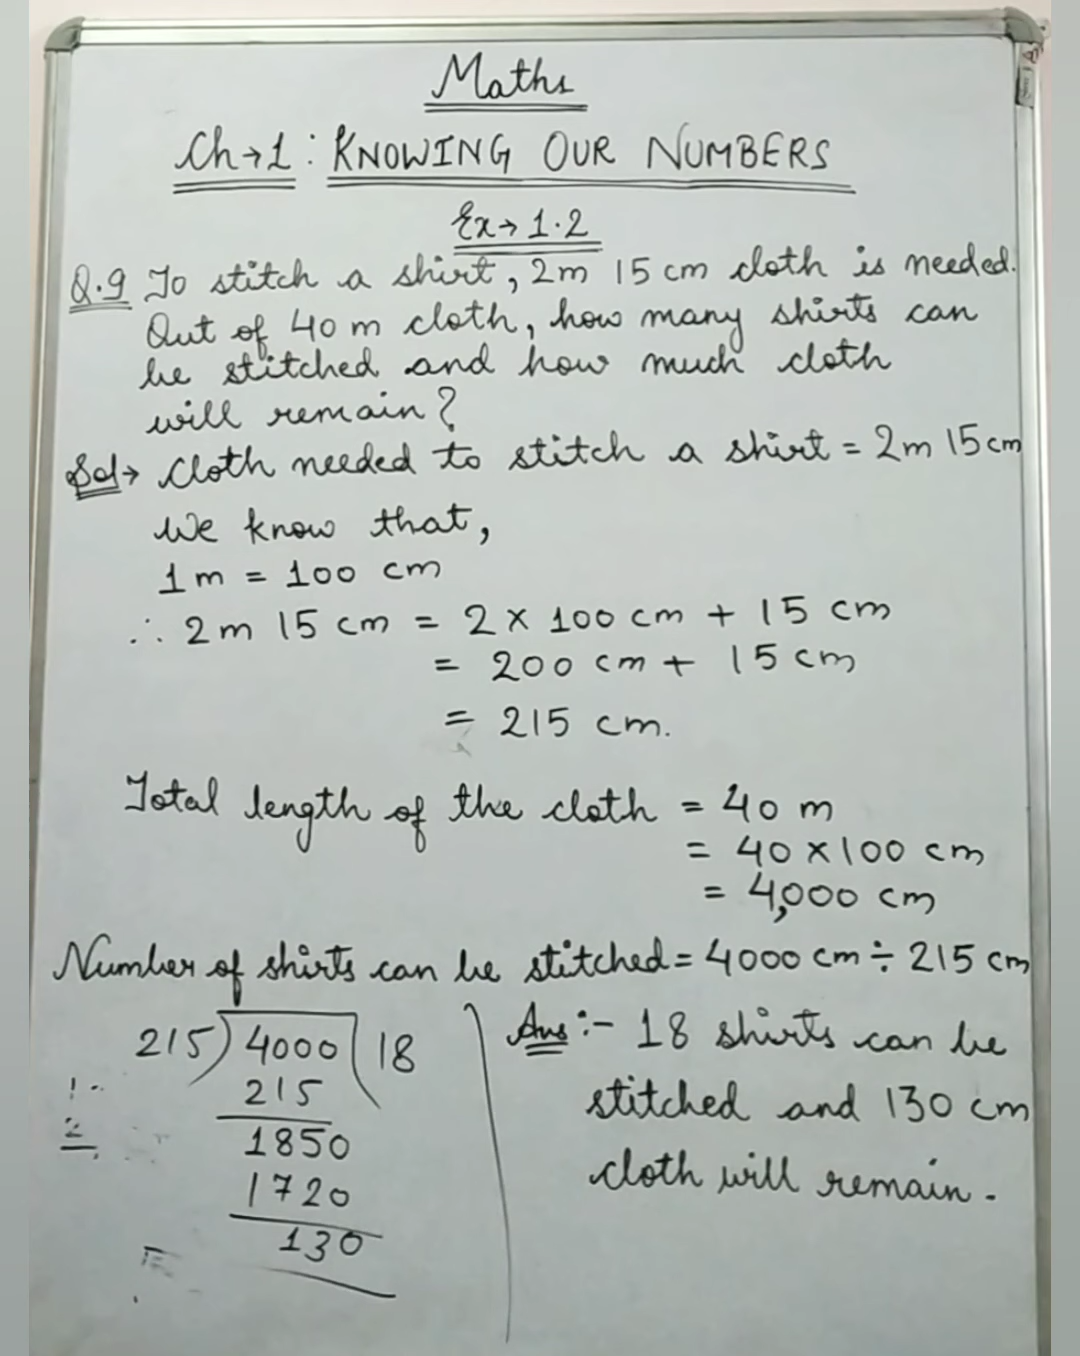 Maths
Ch→1: KNOWING OUR NUMBERS
Ex→ 1.2
Q.9 To stitch a shirt, 2m 15 cm cloth is needed.
Out of 40 m cloth, how many shirts can
be stitched and how much cloth
will remain?
Sol→ Cloth needed to stitch a shirt = 2m 15 cm
We know that,
1 m = 100 cm
∴ 2 m 15 cm = 2 × 100 cm + 15 cm
= 200 cm + 15 cm
= 215 cm.
Total length of the cloth = 40 m
= 40 × 100 cm
= 4,000 cm
Number of shirts can be stitched = 4000 cm ÷ 215 cm
215) 4000 (18
215
1850
1720
130
Ans :- 18 shirts can be
stitched and 130 cm
cloth will remain.